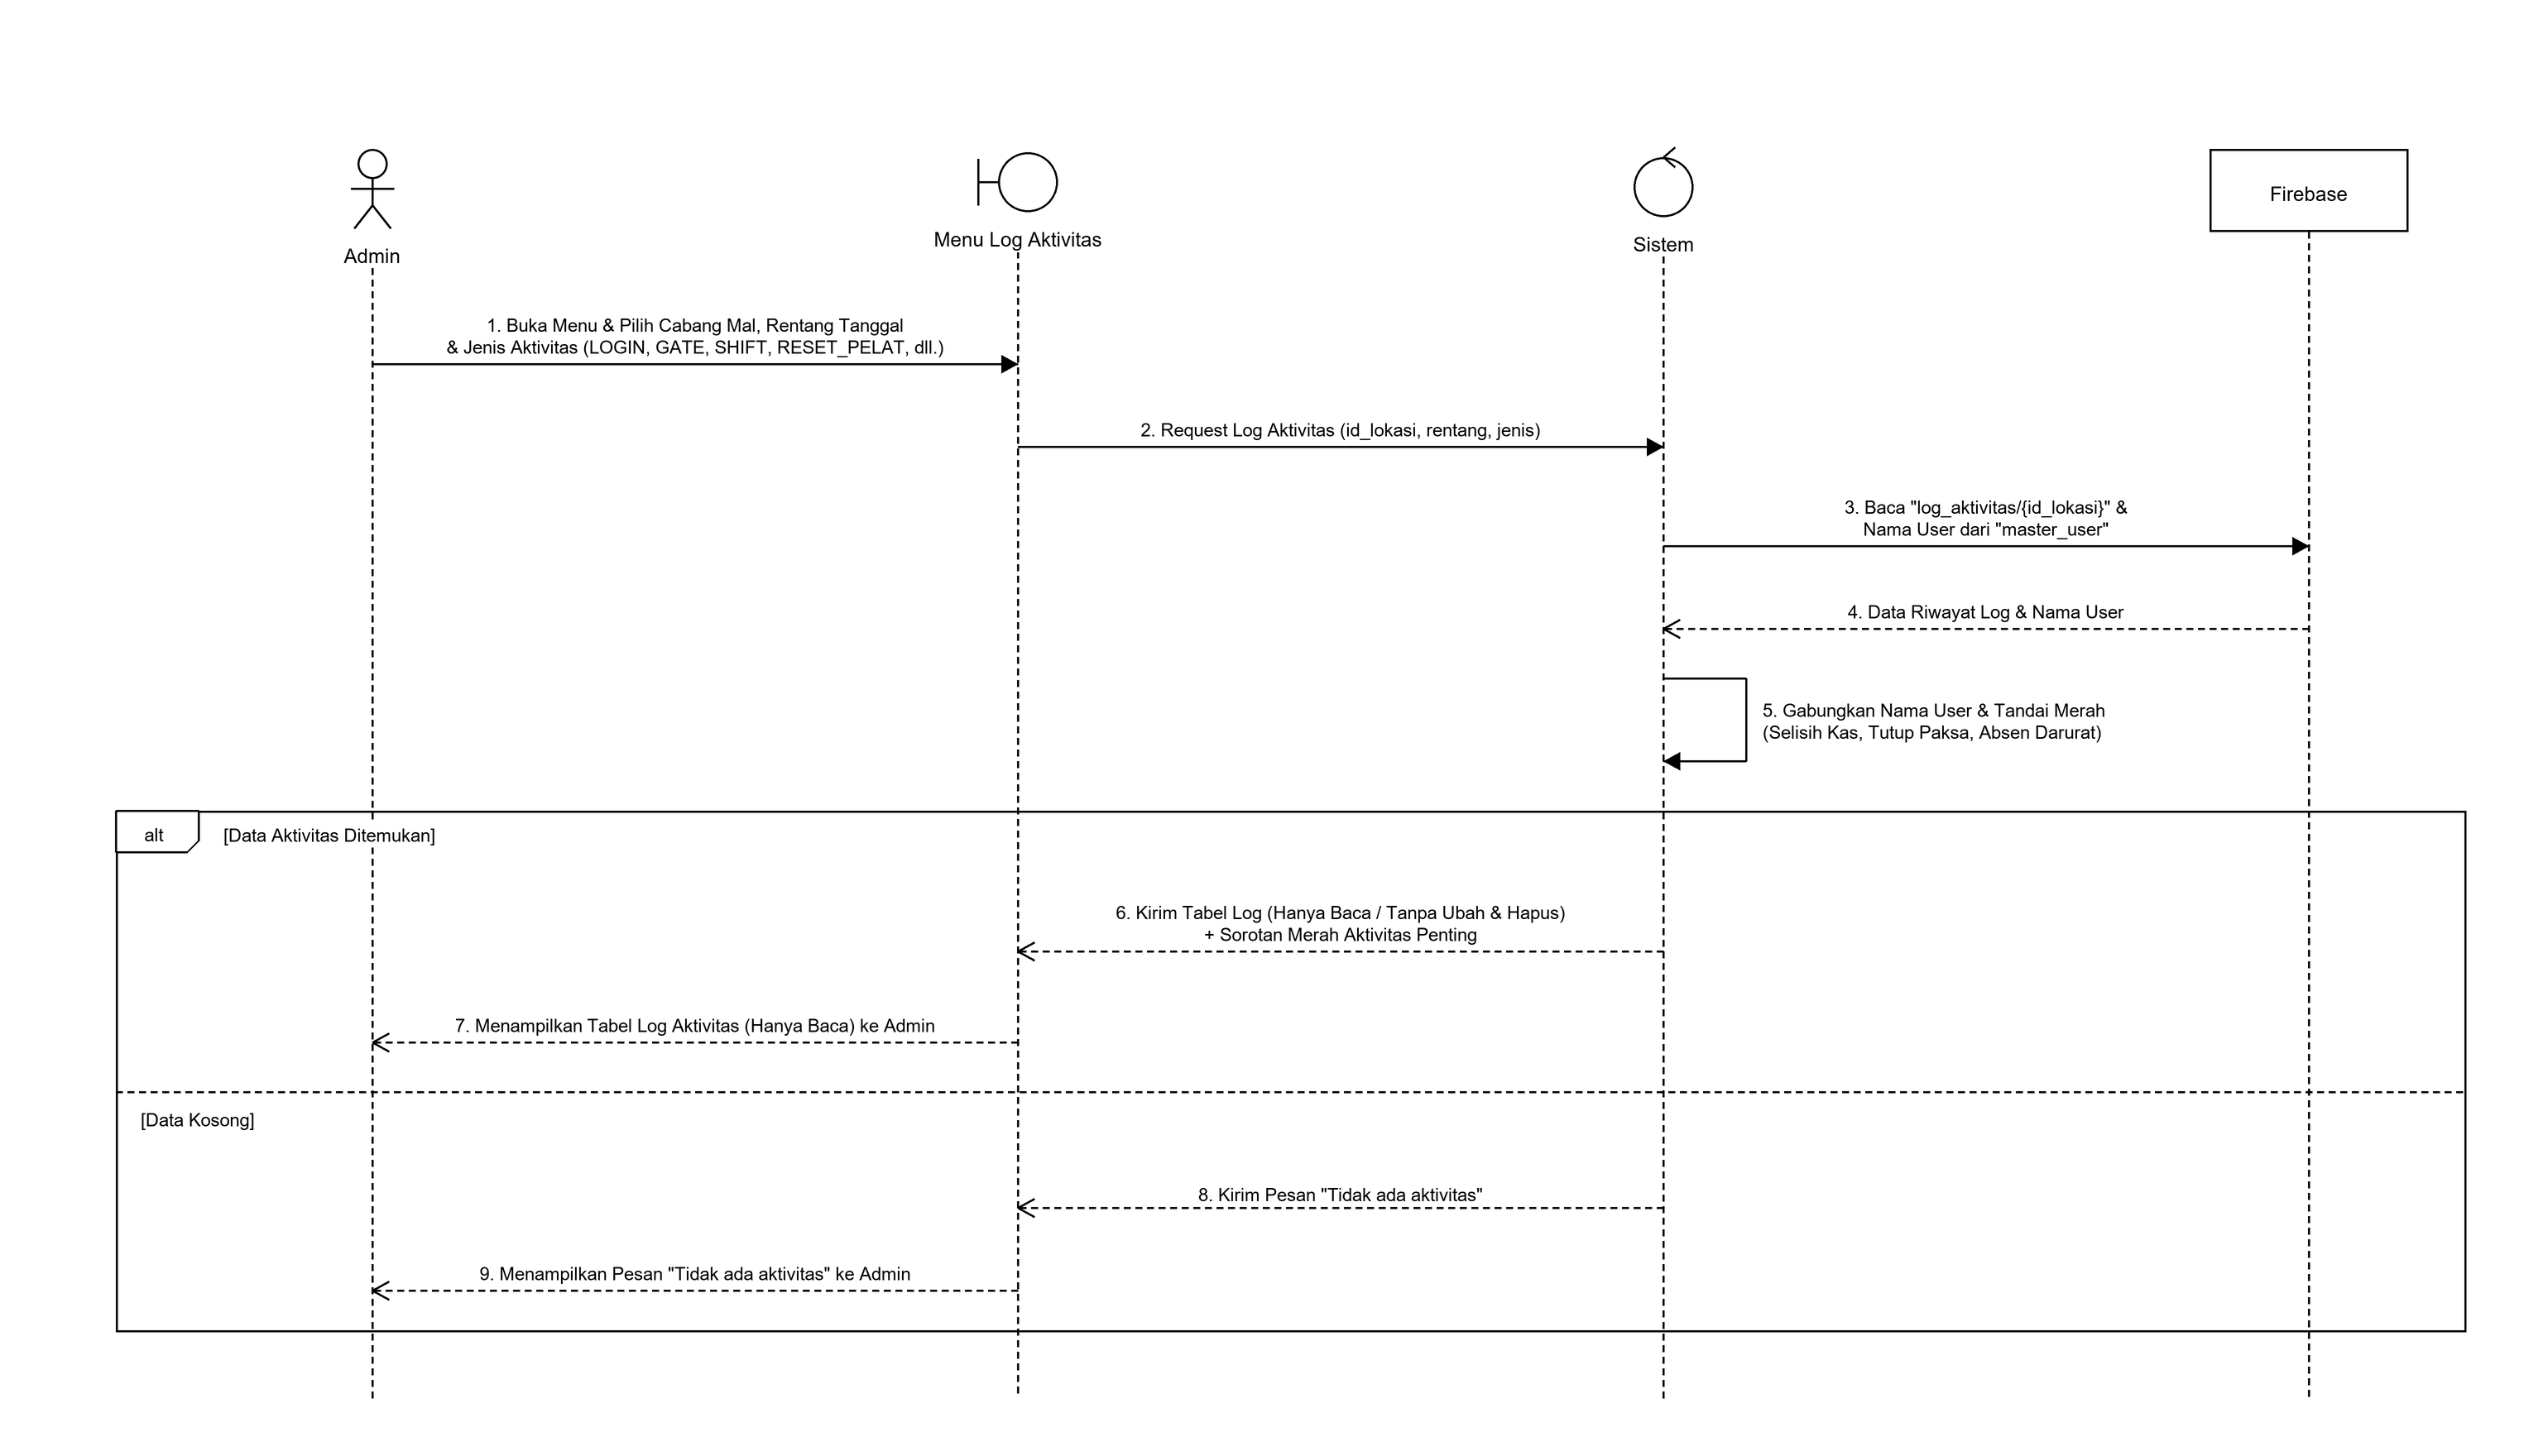 Admin
Menu Log Aktivitas
Sistem
Firebase
1. Buka Menu & Pilih Cabang Mal, Rentang Tanggal
& Jenis Aktivitas (LOGIN, GATE, SHIFT, RESET_PELAT, dll.)
2. Request Log Aktivitas (id_lokasi, rentang, jenis)
3. Baca "log_aktivitas/{id_lokasi}" &
Nama User dari "master_user"
4. Data Riwayat Log & Nama User
5. Gabungkan Nama User & Tandai Merah
(Selisih Kas, Tutup Paksa, Absen Darurat)
alt
[Data Aktivitas Ditemukan]
6. Kirim Tabel Log (Hanya Baca / Tanpa Ubah & Hapus)
+ Sorotan Merah Aktivitas Penting
7. Menampilkan Tabel Log Aktivitas (Hanya Baca) ke Admin
[Data Kosong]
8. Kirim Pesan "Tidak ada aktivitas"
9. Menampilkan Pesan "Tidak ada aktivitas" ke Admin